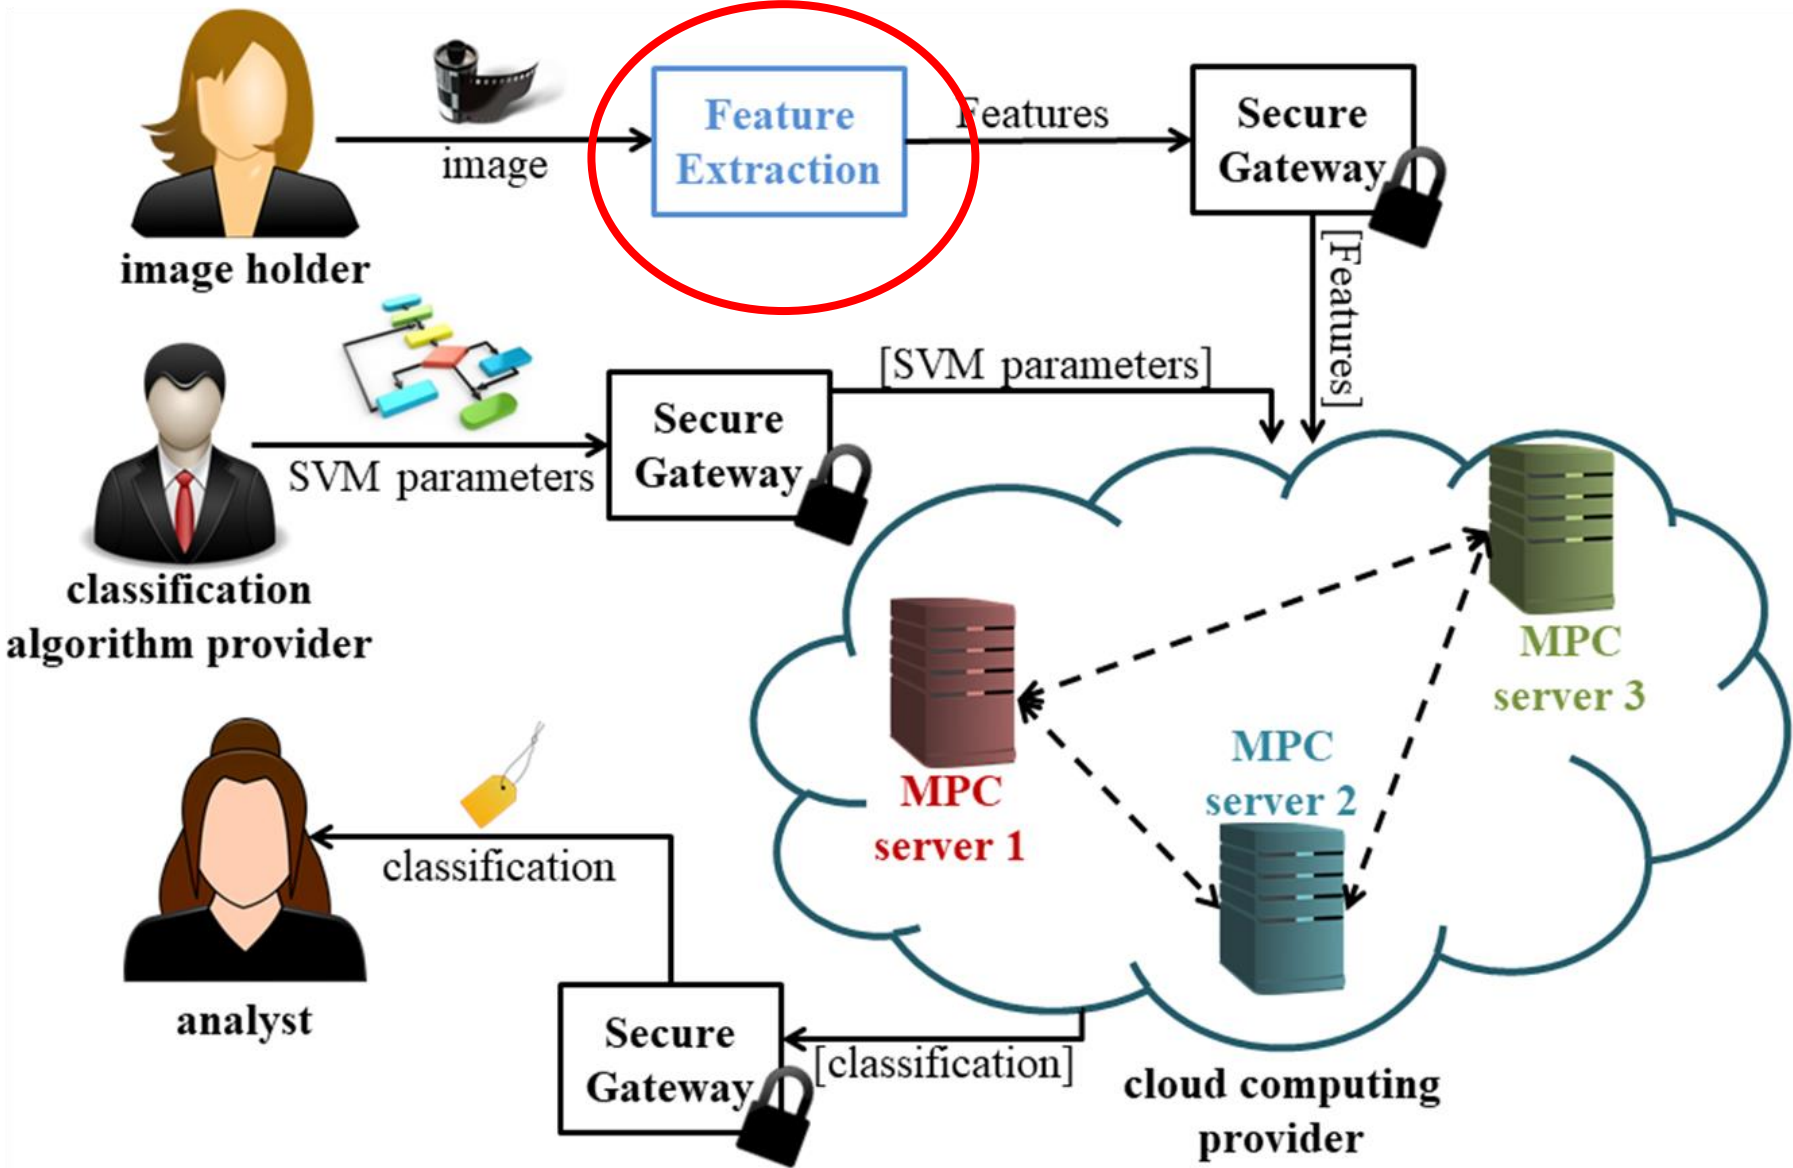 image
Feature
Extraction
Features
Secure
Gateway
image holder
[Features]
[SVM parameters]
SVM parameters
Secure
Gateway
classification
algorithm provider
MPC
server 3
MPC
server 2
MPC
server 1
classification
analyst
Secure
Gateway
[classification]
cloud computing
provider